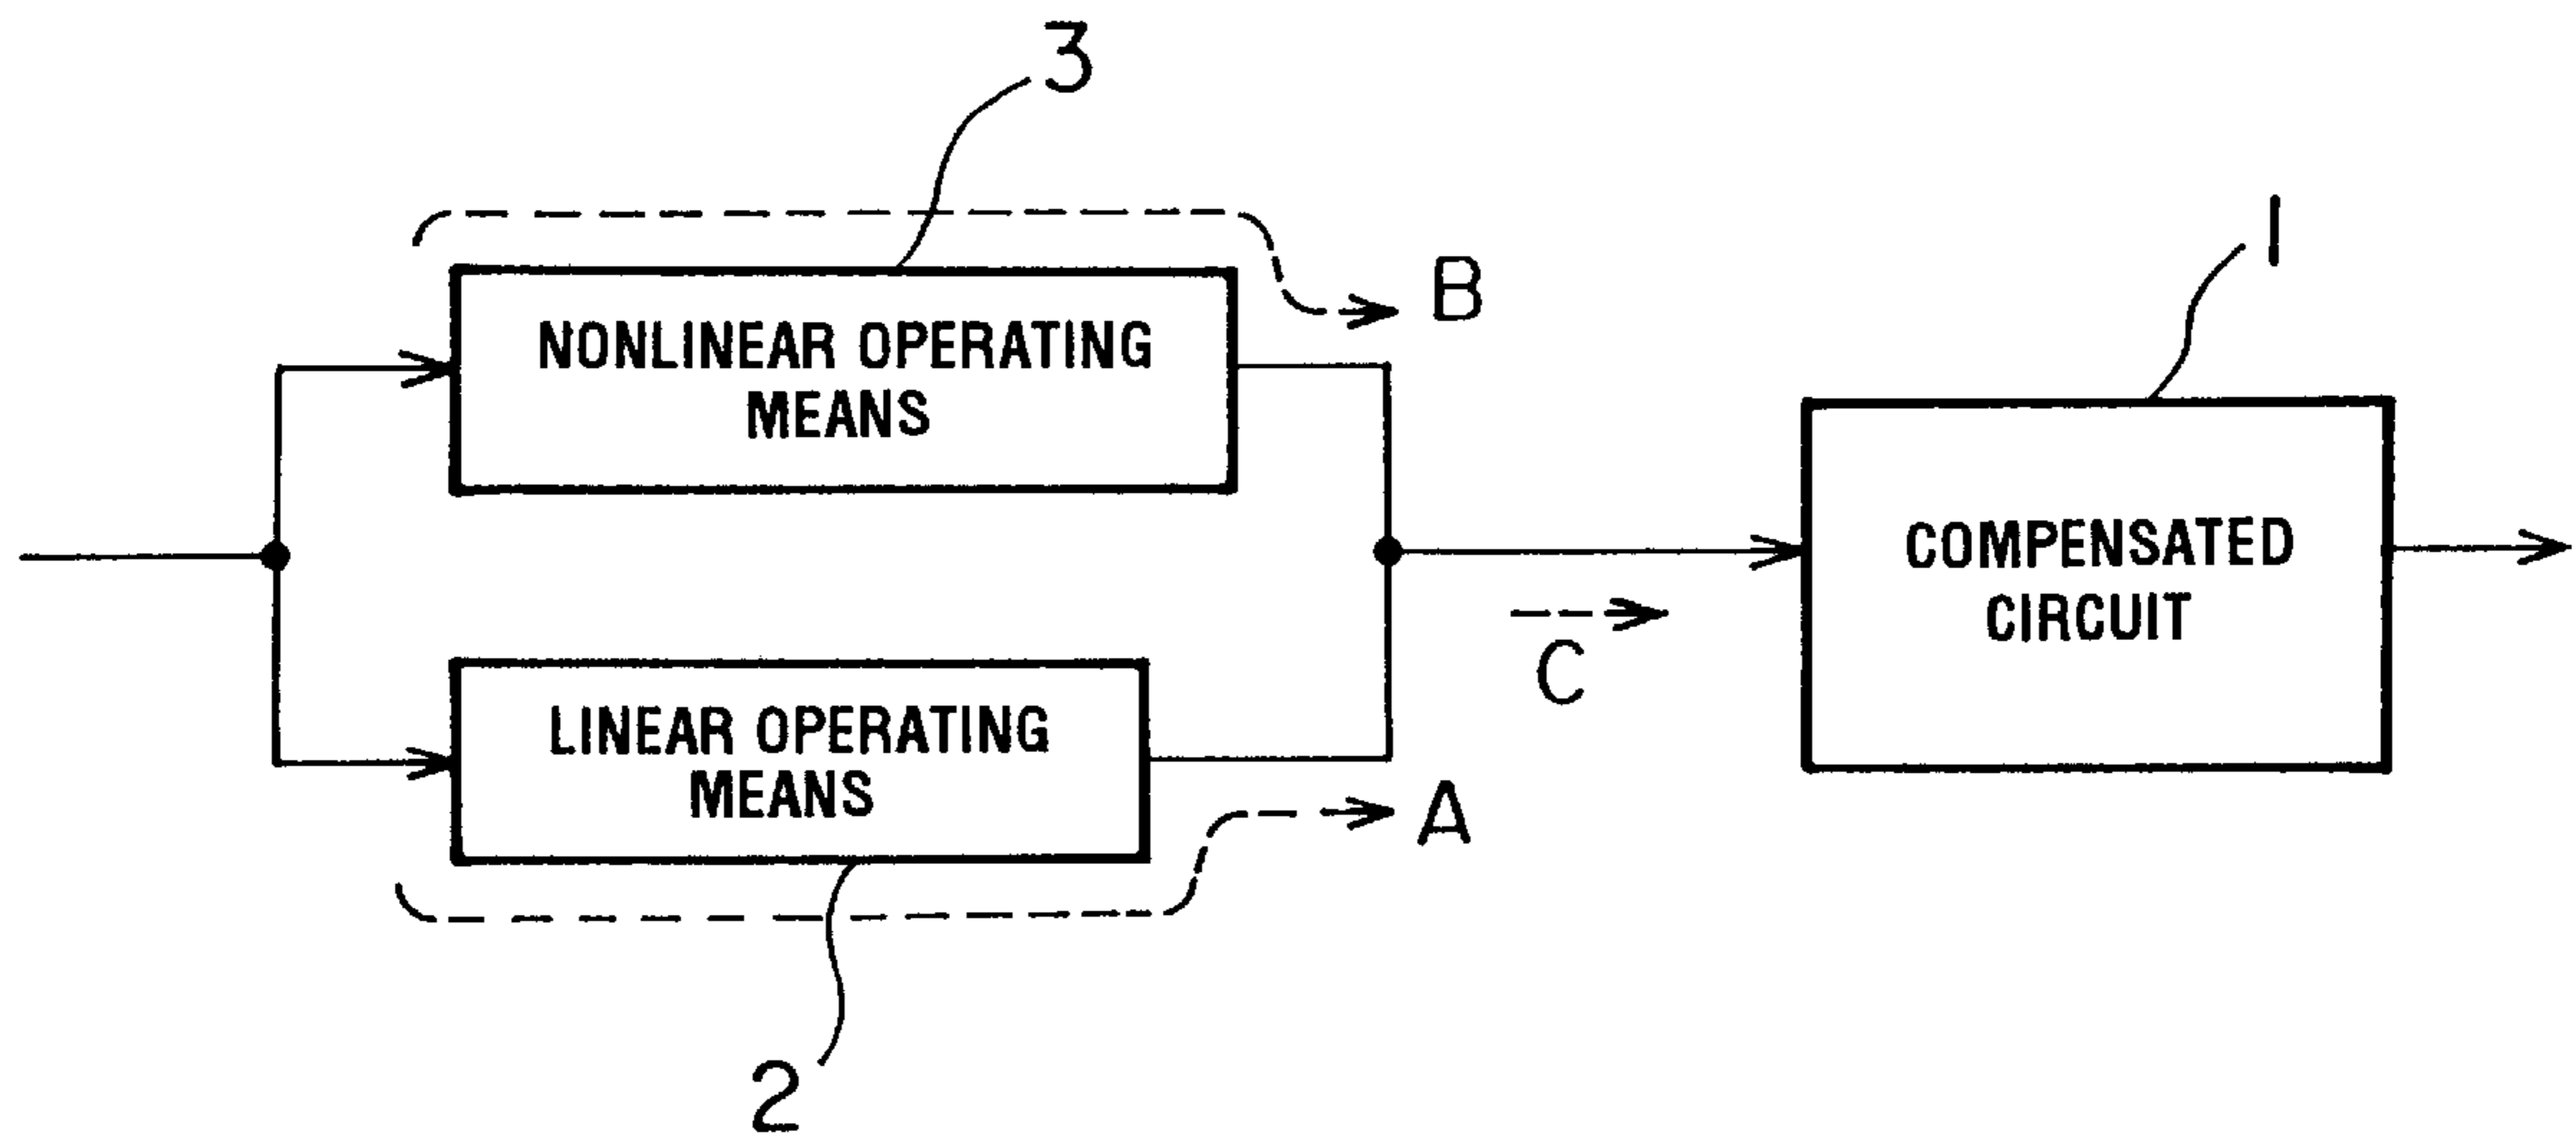 3
1
B
NONLINEAR OPERATING
MEANS
COMPENSATED
CIRCUIT
C
LINEAR OPERATING
MEANS
A
2